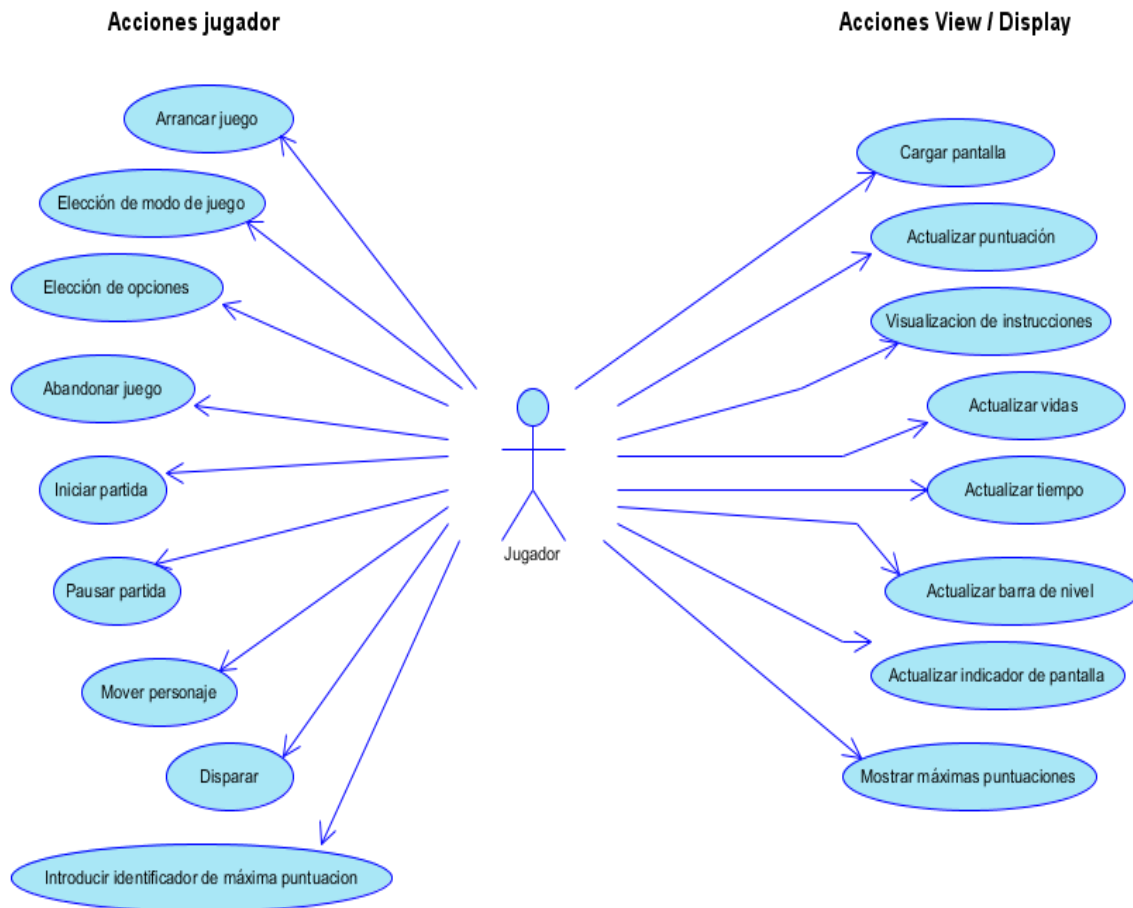 Acciones jugador
Acciones View / Display
Arrancar juego
Elección de modo de juego
Elección de opciones
Abandonar juego
Iniciar partida
Pausar partida
Mover personaje
Disparar
Introducir identificador de máxima puntuacion
Jugador
Cargar pantalla
Actualizar puntuación
Visualizacion de instrucciones
Actualizar vidas
Actualizar tiempo
Actualizar barra de nivel
Actualizar indicador de pantalla
Mostrar máximas puntuaciones